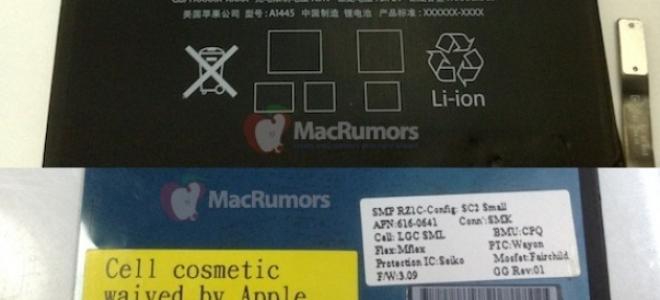 美国苹果公司 型号: A1445 中国制造 锂电池 产品标准: XXXXXX-XXXX
Li-ion
MacRumors
MacRumors
SMP RZ1C-Config: SC2 Small
APN:616-0641 Conn':SMK
Cell: LGC SML BMU:CPQ
Flex:Mflex PTC:Wayon
Protection IC:Seiko Mosfet:Fairchild
F/W:3.09 GG Rev:01
Cell cosmetic
waived by Apple